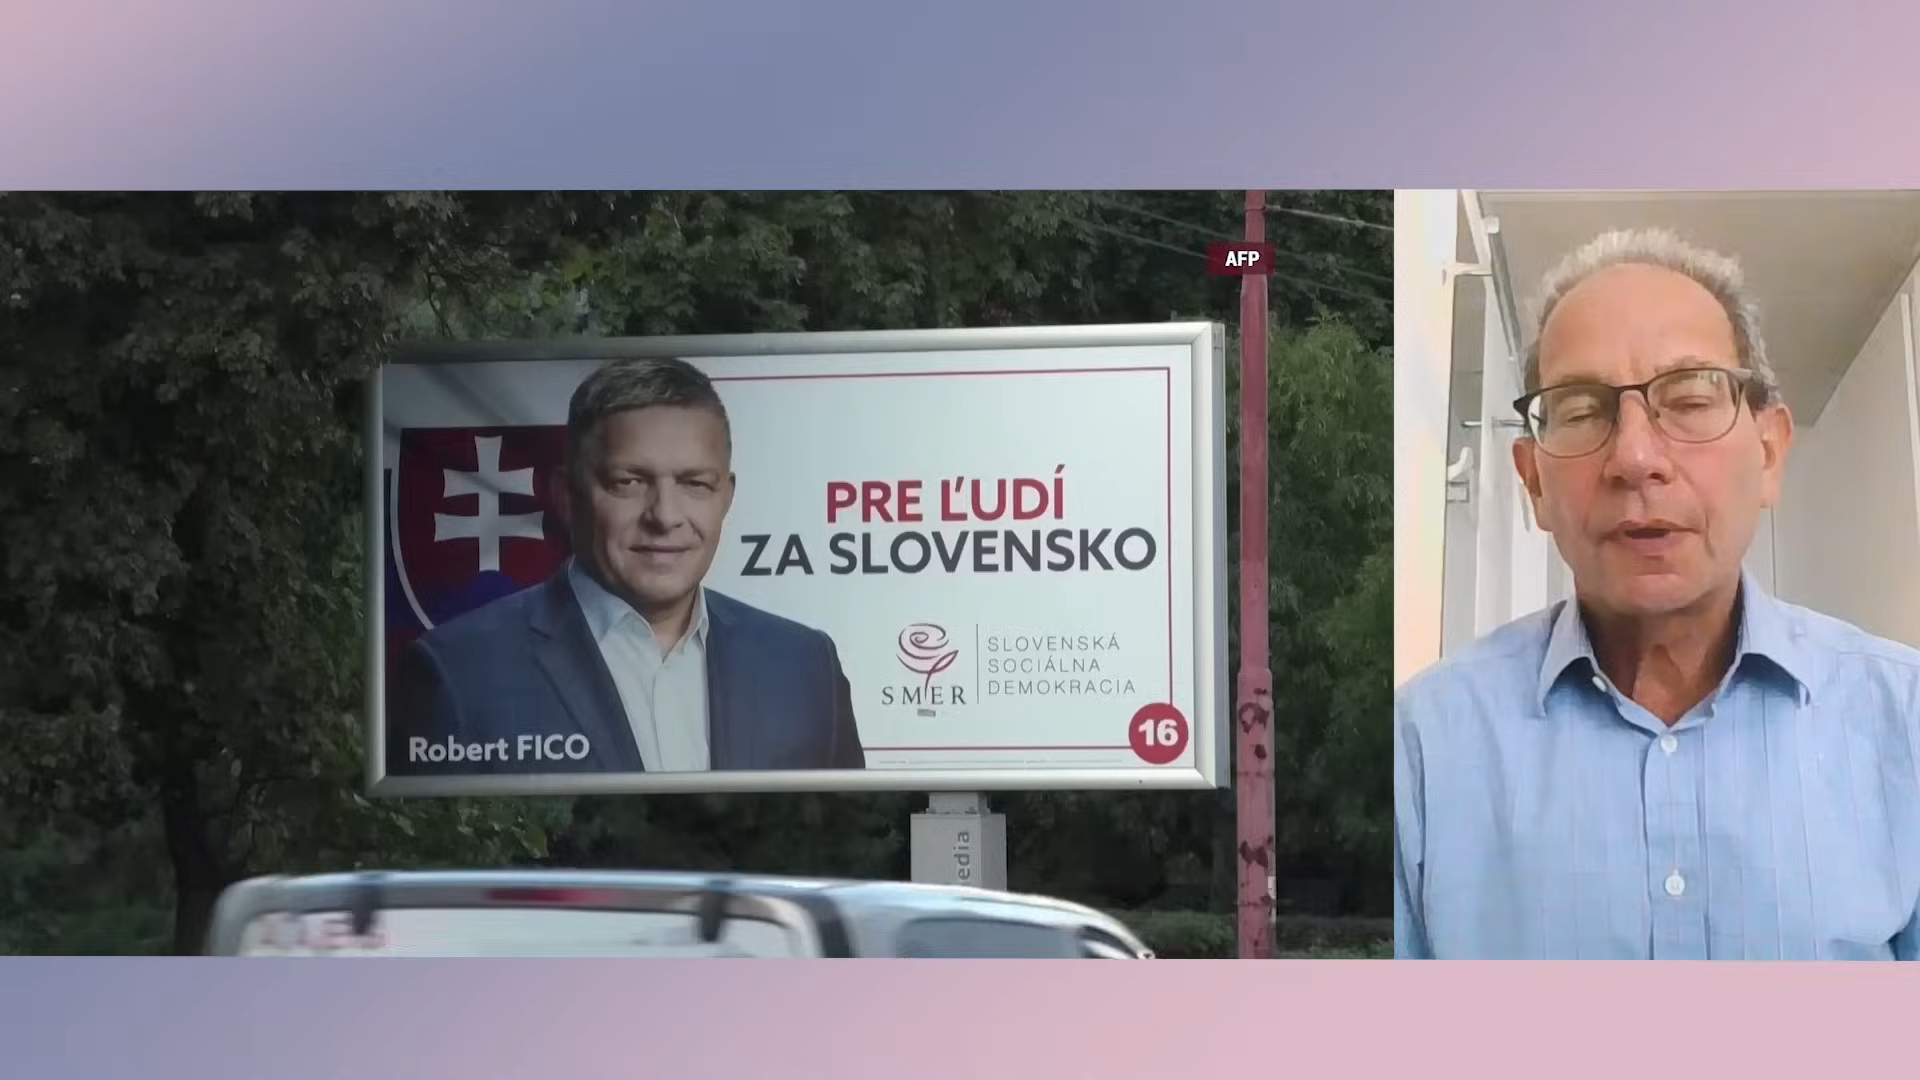 AFP
PRE ĽUDÍ
ZA SLOVENSKO
SMER
SLOVENSKÁ
SOCIÁLNA
DEMOKRACIA
16
Robert FICO
edia